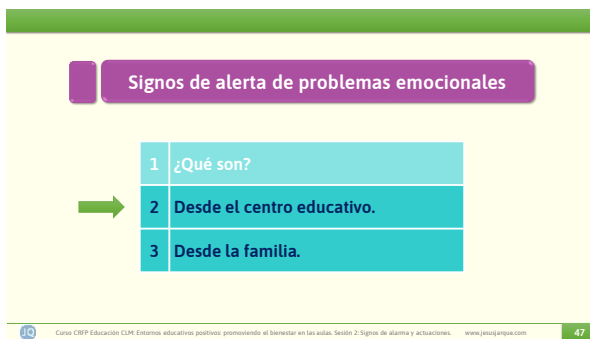 Signos de alerta de problemas emocionales
1 ¿Qué son?
2 Desde el centro educativo.
3 Desde la familia.
JQ Curso CRFP Educación CLM: Entornos educativos positivos: promoviendo el bienestar en las aulas. Sesión 2: Signos de alarma y actuaciones. www.jesusjarque.com 47